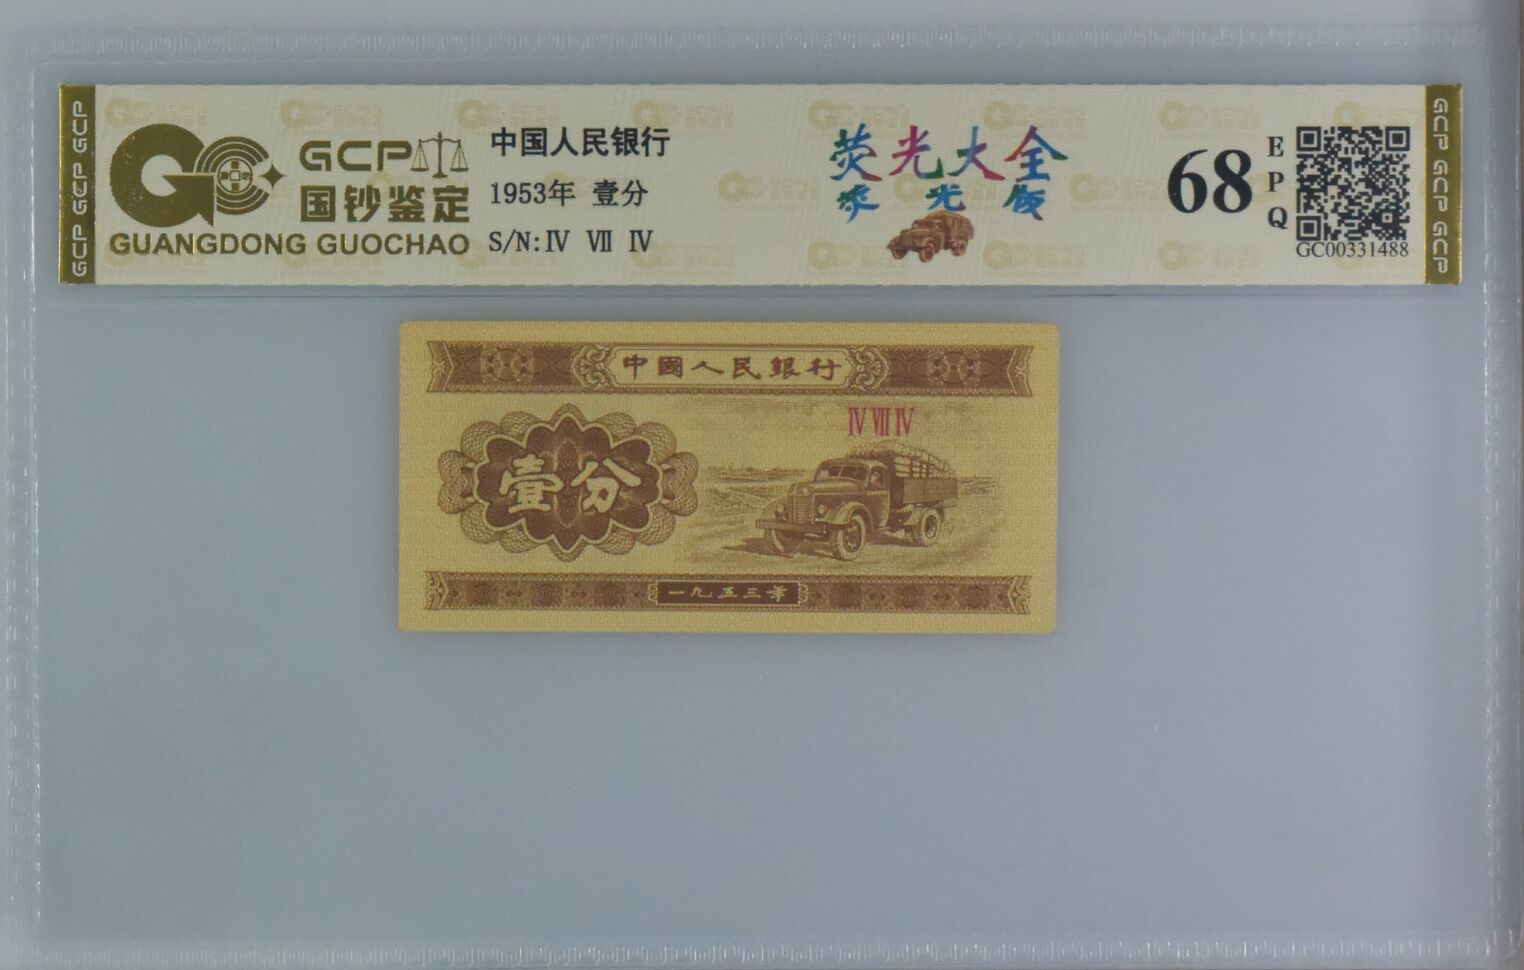 GCP GCP GCP
GCP
国钞鉴定
GUANGDONG GUOCHAO
中国人民银行
1953年 壹分
S/N:Ⅳ Ⅶ Ⅳ
荧光大全
光
68
EPQ
GC00331488
GCP GCP GCP
中國人民銀行
Ⅳ Ⅶ Ⅳ
壹分
一九五三年